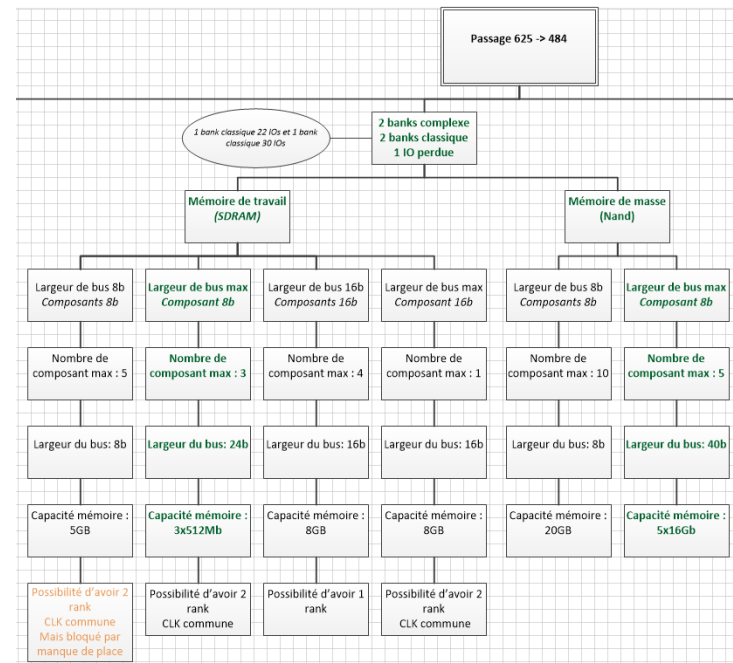 Passage 625 -> 484
1 bank classique 22 IOs et 1 bank
classique 30 IOs
2 banks complexe
2 banks classique
1 IO perdue
Mémoire de travail
(SDRAM)
Mémoire de masse
(Nand)
Largeur de bus 8b
Composants 8b
Largeur de bus max
Composant 8b
Largeur de bus 16b
Composants 16b
Largeur de bus max
Composant 16b
Largeur de bus 8b
Composants 8b
Largeur de bus max
Composant 8b
Nombre de
composant max : 5
Nombre de
composant max : 3
Nombre de
composant max : 4
Nombre de
composant max : 1
Nombre de
composant max : 10
Nombre de
composant max : 5
Largeur du bus: 8b
Largeur du bus: 24b
Largeur du bus: 16b
Largeur du bus: 16b
Largeur du bus: 8b
Largeur du bus: 40b
Capacité mémoire :
5GB
Capacité mémoire :
3x512Mb
Capacité mémoire :
8GB
Capacité mémoire :
8GB
Capacité mémoire :
20GB
Capacité mémoire :
5x16Gb
Possibilité d'avoir 2
rank
CLK commune
Mais bloqué par
manque de place
Possibilité d'avoir 2
rank
CLK commune
Possibilité d'avoir 1
rank
Possibilité d'avoir 2
rank
CLK commune